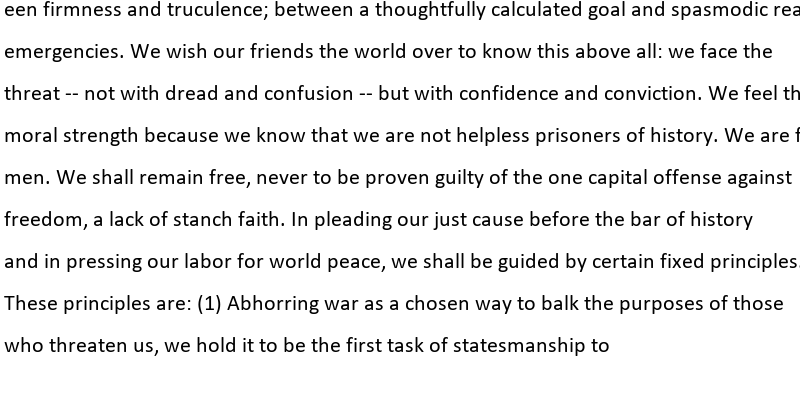 een firmness and truculence; between a thoughtfully calculated goal and spasmodic rea
emergencies. We wish our friends the world over to know this above all: we face the
threat -- not with dread and confusion -- but with confidence and conviction. We feel th
moral strength because we know that we are not helpless prisoners of history. We are f
men. We shall remain free, never to be proven guilty of the one capital offense against
freedom, a lack of stanch faith. In pleading our just cause before the bar of history
and in pressing our labor for world peace, we shall be guided by certain fixed principles.
These principles are: (1) Abhorring war as a chosen way to balk the purposes of those
who threaten us, we hold it to be the first task of statesmanship to